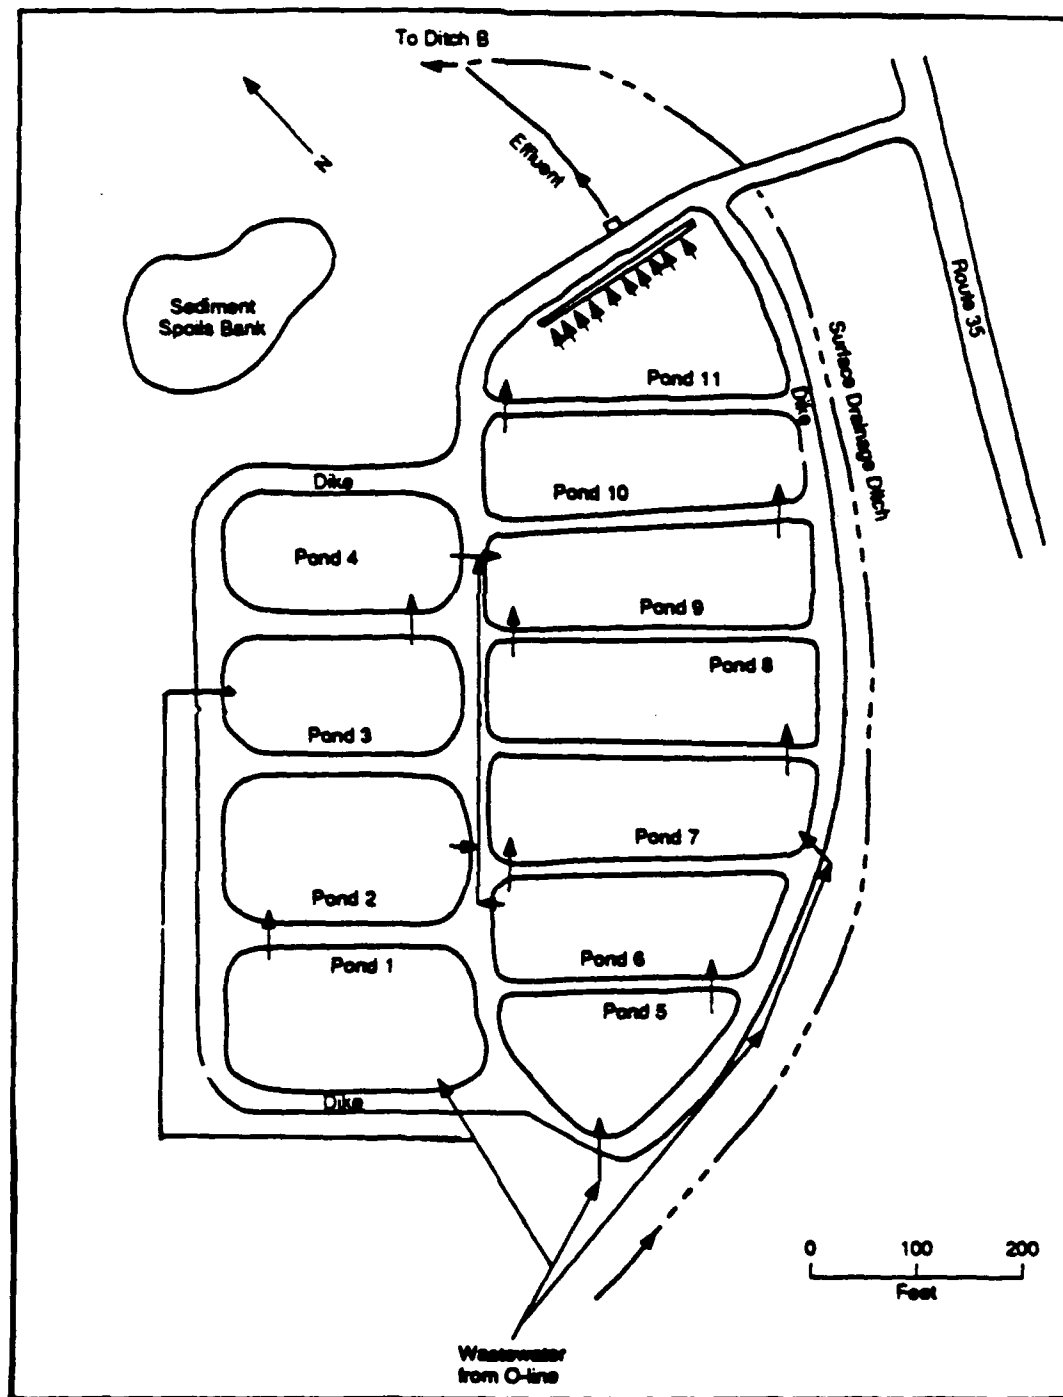 To Ditch B
N
Effluent
Sediment
Spoils Bank
Route 35
Surface Drainage Ditch
Dike
Pond 11
Pond 10
Dike
Pond 4
Pond 9
Pond 8
Pond 3
Pond 7
Pond 2
Pond 6
Pond 1
Pond 5
Dike
0 100 200
Feet
Wastewater
from O-line